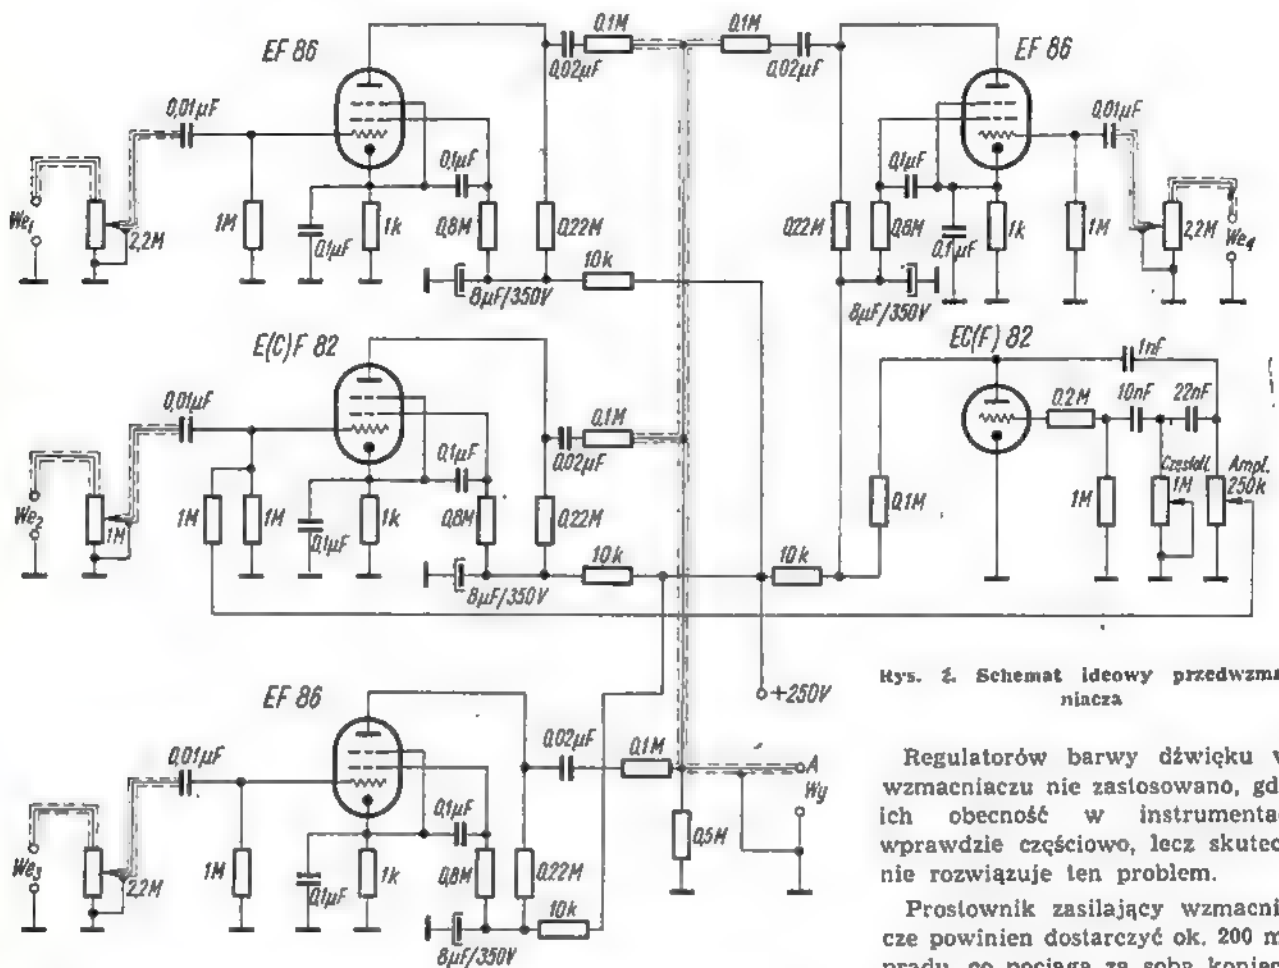 EF 86
0,1M
0,1M
EF 86
0,02µF
0,02µF
0,01µF
0,01µF
0,1µF
0,1µF
We₁
2,2M
1M
0,1µF
1k
0,8M
0,22M
10k
8µF/350V
0,22M
0,8M
0,1µF
1k
1M
2,2M
We₄
8µF/350V
E(C)F 82
EC(F) 82
1nF
0,01µF
0,1M
0,02µF
0,2M
10nF
22nF
0,1µF
We₂
1M
1M
1M
0,1µF
1k
0,8M
0,22M
10k
8µF/350V
10k
0,1M
1M
Częstotl.
1M
Ampl.
250k
+250V
Rys. 2. Schemat ideowy przedwzma
niacza
EF 86
0,01µF
0,02µF
0,1M
A
Wy
0,1µF
We₃
2,2M
1M
0,1µF
1k
0,8M
0,22M
10k
8µF/350V
0,5M
Regulatorów barwy dźwięku w
wzmacniaczu nie zastosowano, gd
ich obecność w instrumenta
wprawdzie częściowo, lecz skutec
nie rozwiązuje ten problem.
Prostownik zasilający wzmacni
cze powinien dostarczyć ok. 200 m
prądu, co pociąga za sobą koniec